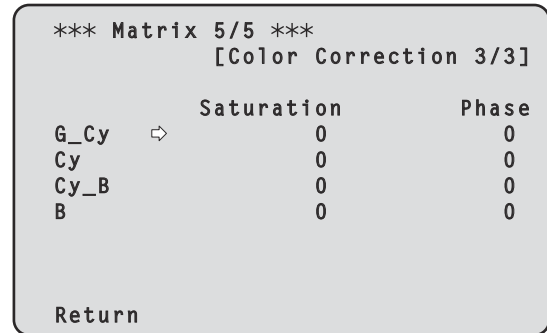 *** Matrix 5/5 ***
[Color Correction 3/3]
Saturation Phase
G_Cy ⇨ 0 0
Cy 0 0
Cy_B 0 0
B 0 0
Return